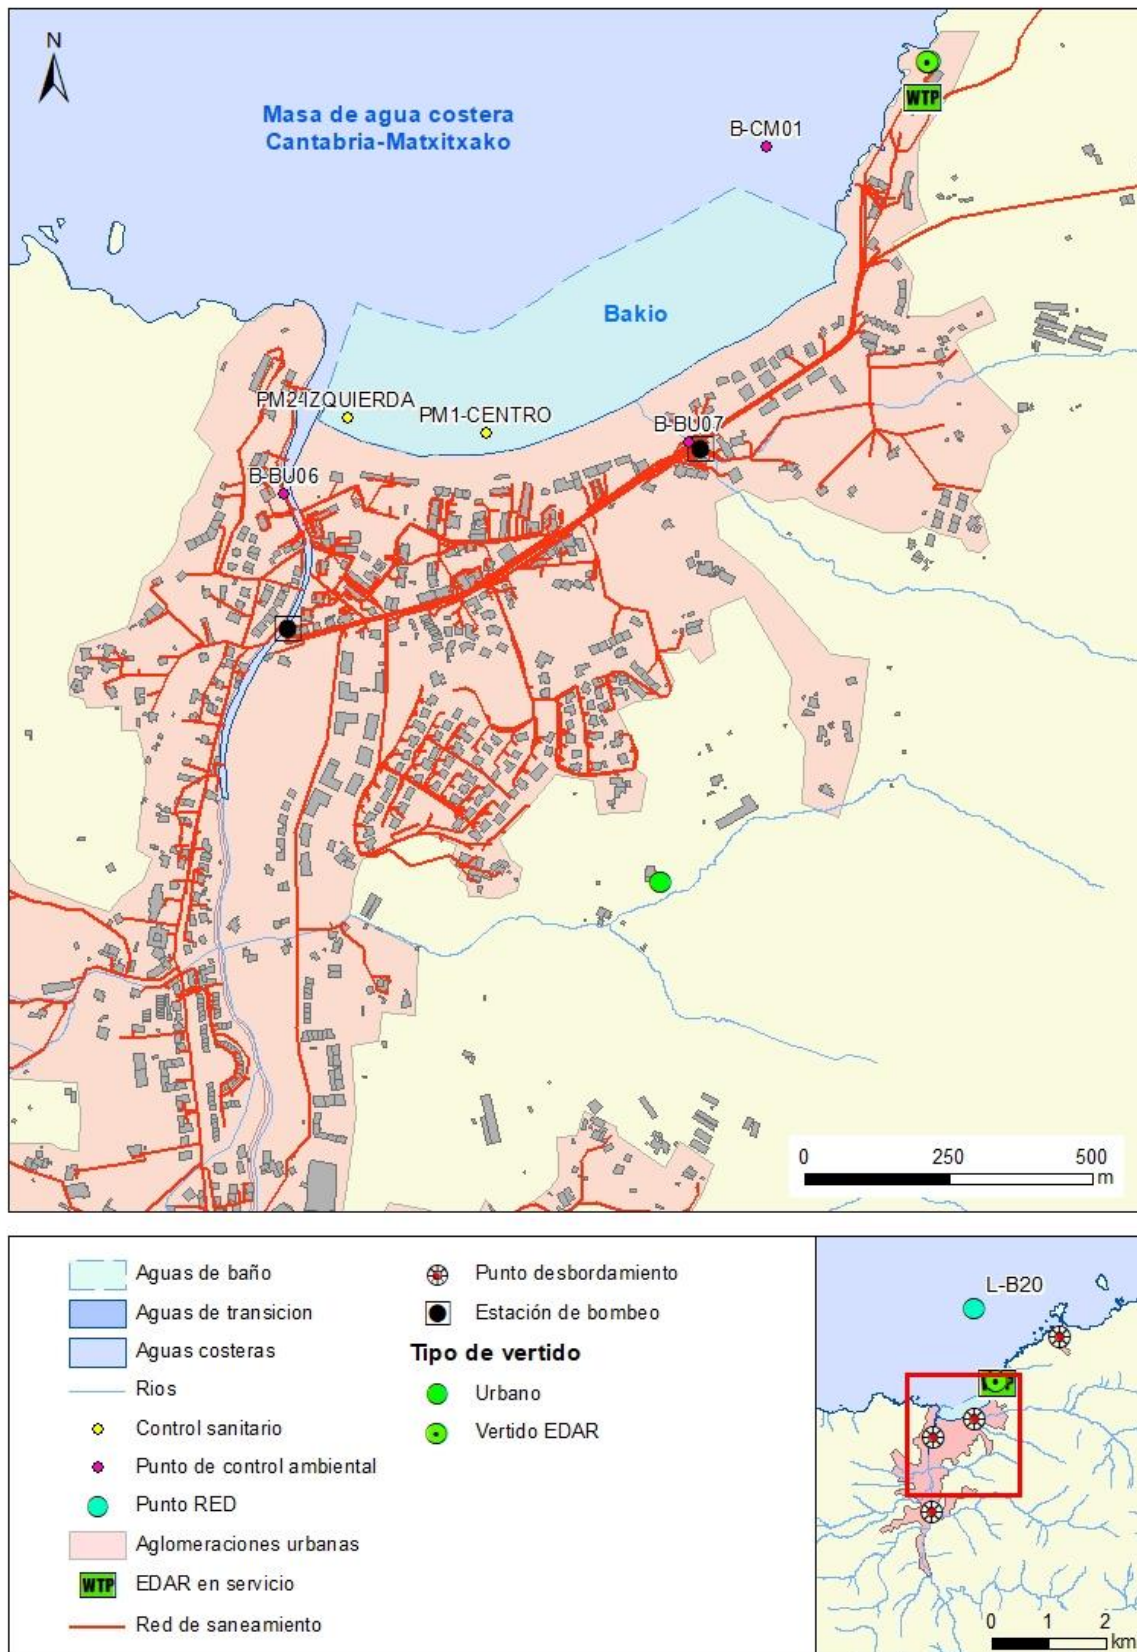 N
Masa de agua costera
Cantabria-Matxitxako
WTP
B-CM01
Bakio
PM2-IZQUIERDA
PM1-CENTRO
B-BU07
B-BU06
0 250 500
m
Aguas de baño
Aguas de transicion
Aguas costeras
Rios
Control sanitario
Punto de control ambiental
Punto RED
Aglomeraciones urbanas
WTP EDAR en servicio
Red de saneamiento
Punto desbordamiento
Estación de bombeo
Tipo de vertido
Urbano
Vertido EDAR
L-B20
0 1 2
km